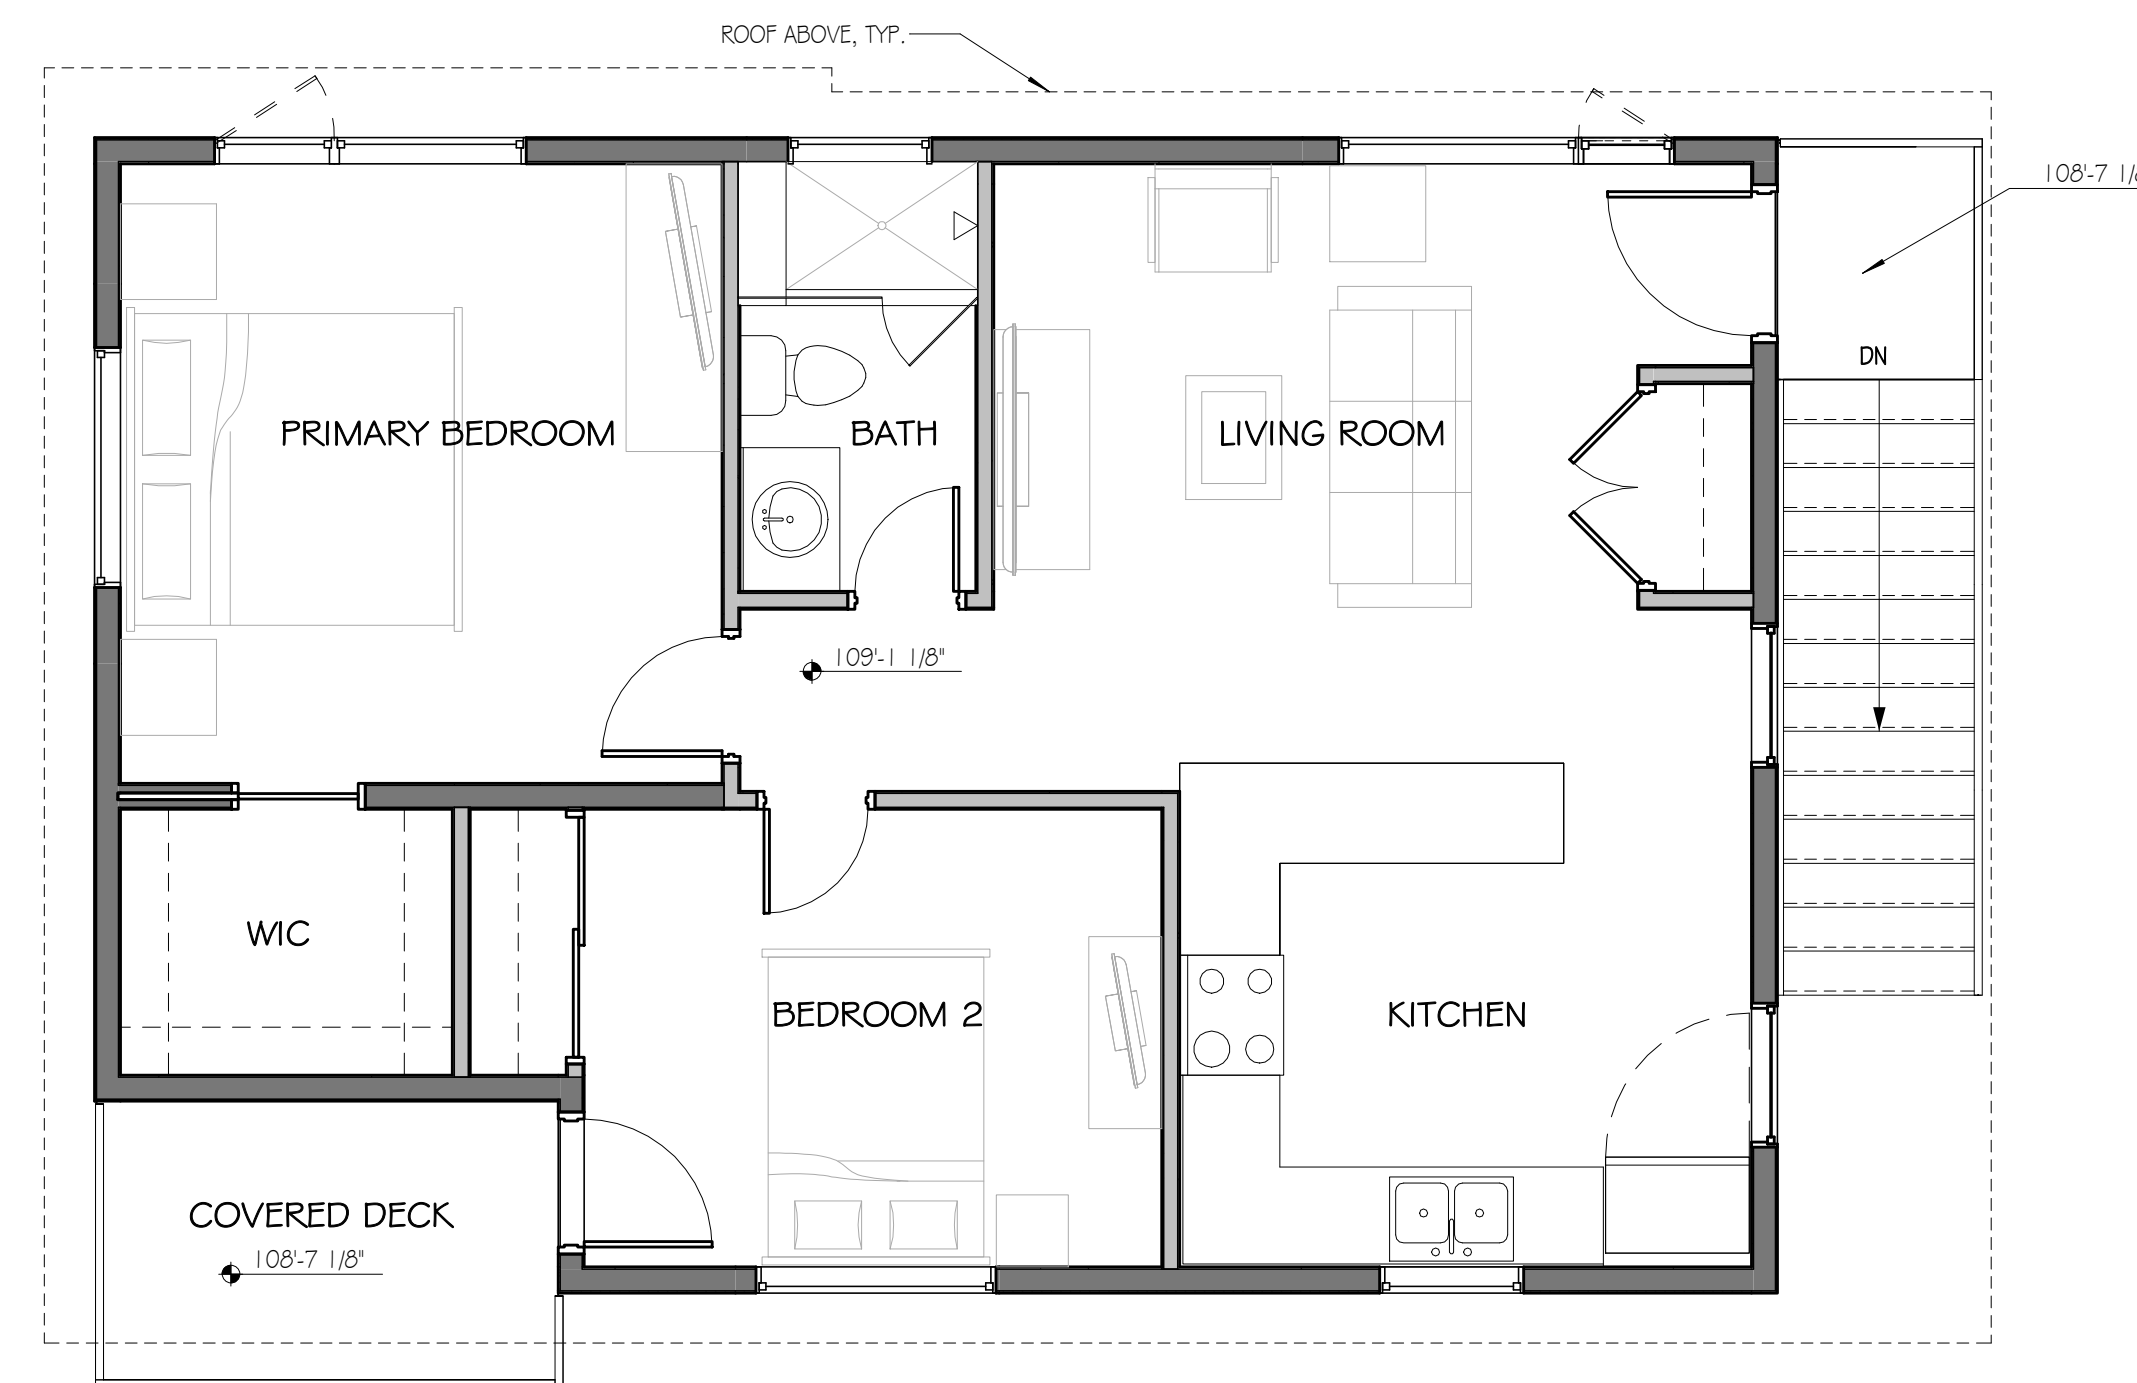 ROOF ABOVE, TYP.
108'-7 1/8
DN
PRIMARY BEDROOM
BATH
LIVING ROOM
109'-1 1/8"
WIC
BEDROOM 2
KITCHEN
COVERED DECK
108'-7 1/8"